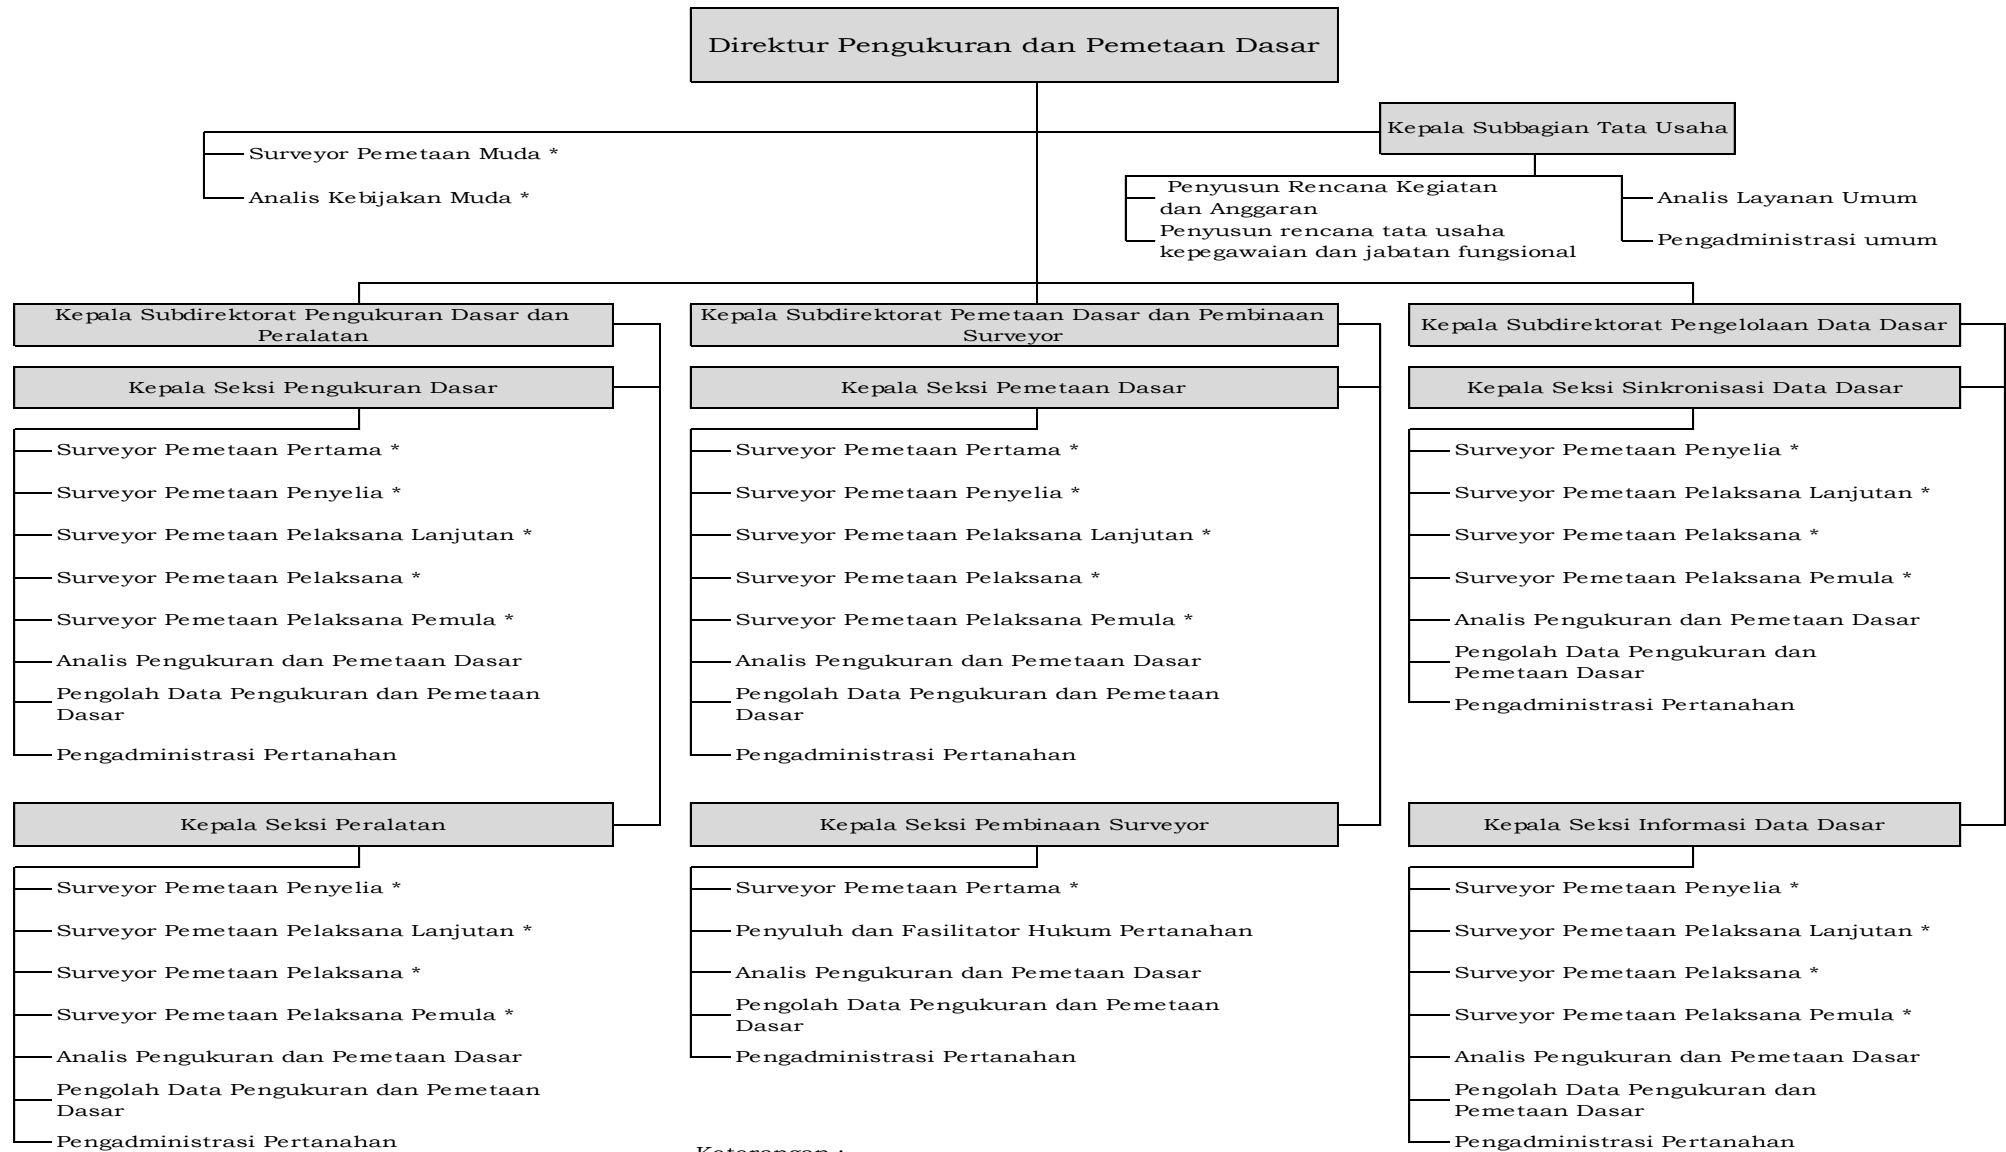 Direktur Pengukuran dan Pemetaan Dasar
Kepala Subbagian Tata Usaha
Surveyor Pemetaan Muda *
Analis Kebijakan Muda *
Penyusun Rencana Kegiatan
dan Anggaran
Penyusun rencana tata usaha
kepegawaian dan jabatan fungsional
Analis Layanan Umum
Pengadministrasi umum
Kepala Subdirektorat Pengukuran Dasar dan
Peralatan
Kepala Seksi Pengukuran Dasar
Surveyor Pemetaan Pertama *
Surveyor Pemetaan Penyelia *
Surveyor Pemetaan Pelaksana Lanjutan *
Surveyor Pemetaan Pelaksana *
Surveyor Pemetaan Pelaksana Pemula *
Analis Pengukuran dan Pemetaan Dasar
Pengolah Data Pengukuran dan Pemetaan
Dasar
Pengadministrasi Pertanahan
Kepala Seksi Peralatan
Surveyor Pemetaan Penyelia *
Surveyor Pemetaan Pelaksana Lanjutan *
Surveyor Pemetaan Pelaksana *
Surveyor Pemetaan Pelaksana Pemula *
Analis Pengukuran dan Pemetaan Dasar
Pengolah Data Pengukuran dan Pemetaan
Dasar
Pengadministrasi Pertanahan
Kepala Subdirektorat Pemetaan Dasar dan Pembinaan
Surveyor
Kepala Seksi Pemetaan Dasar
Surveyor Pemetaan Pertama *
Surveyor Pemetaan Penyelia *
Surveyor Pemetaan Pelaksana Lanjutan *
Surveyor Pemetaan Pelaksana *
Surveyor Pemetaan Pelaksana Pemula *
Analis Pengukuran dan Pemetaan Dasar
Pengolah Data Pengukuran dan Pemetaan
Dasar
Pengadministrasi Pertanahan
Kepala Seksi Pembinaan Surveyor
Surveyor Pemetaan Pertama *
Penyuluh dan Fasilitator Hukum Pertanahan
Analis Pengukuran dan Pemetaan Dasar
Pengolah Data Pengukuran dan Pemetaan
Dasar
Pengadministrasi Pertanahan
Keterangan :
Kepala Subdirektorat Pengelolaan Data Dasar
Kepala Seksi Sinkronisasi Data Dasar
Surveyor Pemetaan Penyelia *
Surveyor Pemetaan Pelaksana Lanjutan *
Surveyor Pemetaan Pelaksana *
Surveyor Pemetaan Pelaksana Pemula *
Analis Pengukuran dan Pemetaan Dasar
Pengolah Data Pengukuran dan
Pemetaan Dasar
Pengadministrasi Pertanahan
Kepala Seksi Informasi Data Dasar
Surveyor Pemetaan Penyelia *
Surveyor Pemetaan Pelaksana Lanjutan *
Surveyor Pemetaan Pelaksana *
Surveyor Pemetaan Pelaksana Pemula *
Analis Pengukuran dan Pemetaan Dasar
Pengolah Data Pengukuran dan
Pemetaan Dasar
Pengadministrasi Pertanahan